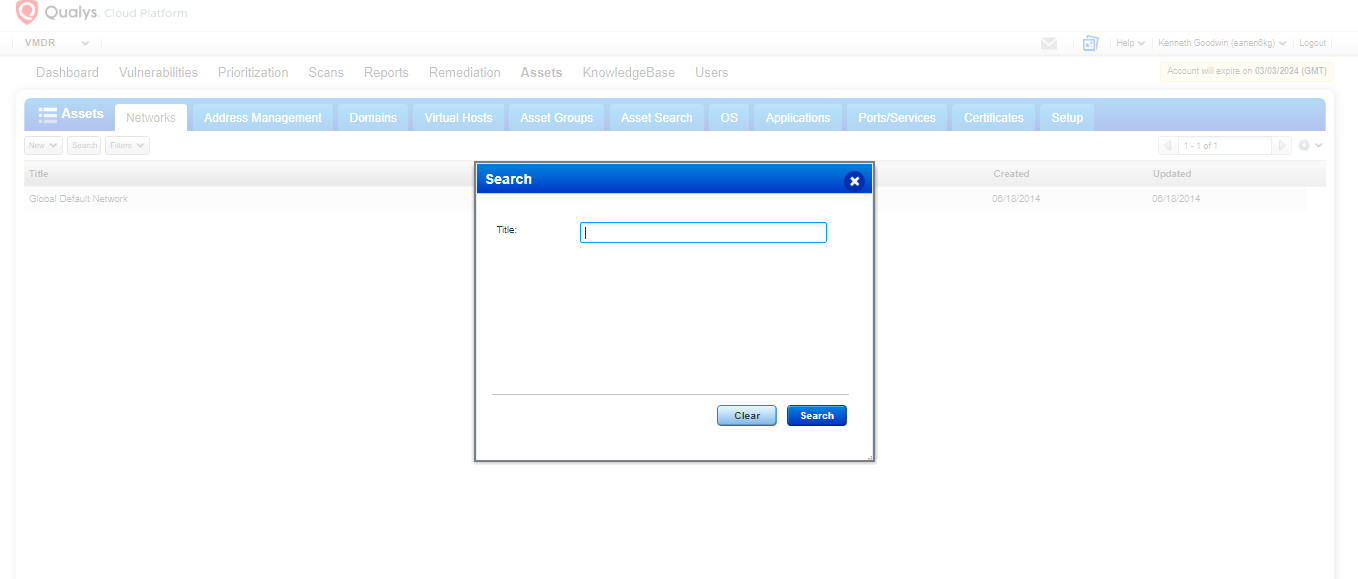 Qualys. Cloud Platform
VMDR
Help Kenneth Goodwin (eanen6kg) Logout
Dashboard Vulnerabilities Prioritization Scans Reports Remediation Assets KnowledgeBase Users
Account will expire on 03/03/2024 (GMT)
Assets Networks Address Management Domains Virtual Hosts Asset Groups Asset Search OS Applications Ports/Services Certificates Setup
New Search Filters 1 - 1 of 1
Title Created Updated
Global Default Network 06/18/2014 06/18/2014
Search
Title:
Clear Search